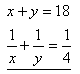 x + y = 18
1/x + 1/y = 1/4